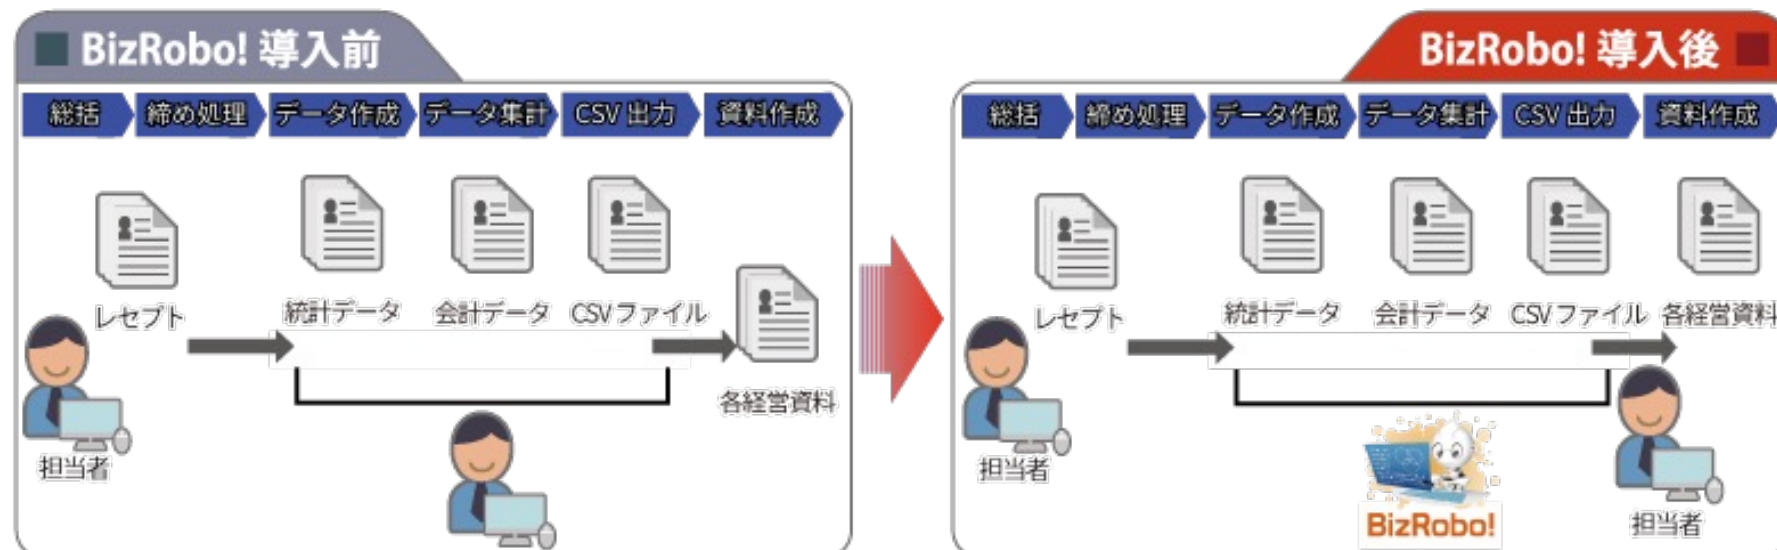 BizRobo! 導入前
総括 締め処理 データ作成 データ集計 CSV 出力 資料作成
レセプト 統計データ 会計データ CSVファイル
各経営資料
担当者
BizRobo! 導入後
総括 締め処理 データ作成 データ集計 CSV 出力 資料作成
レセプト 統計データ 会計データ CSVファイル 各経営資料
担当者
BizRobo!
担当者